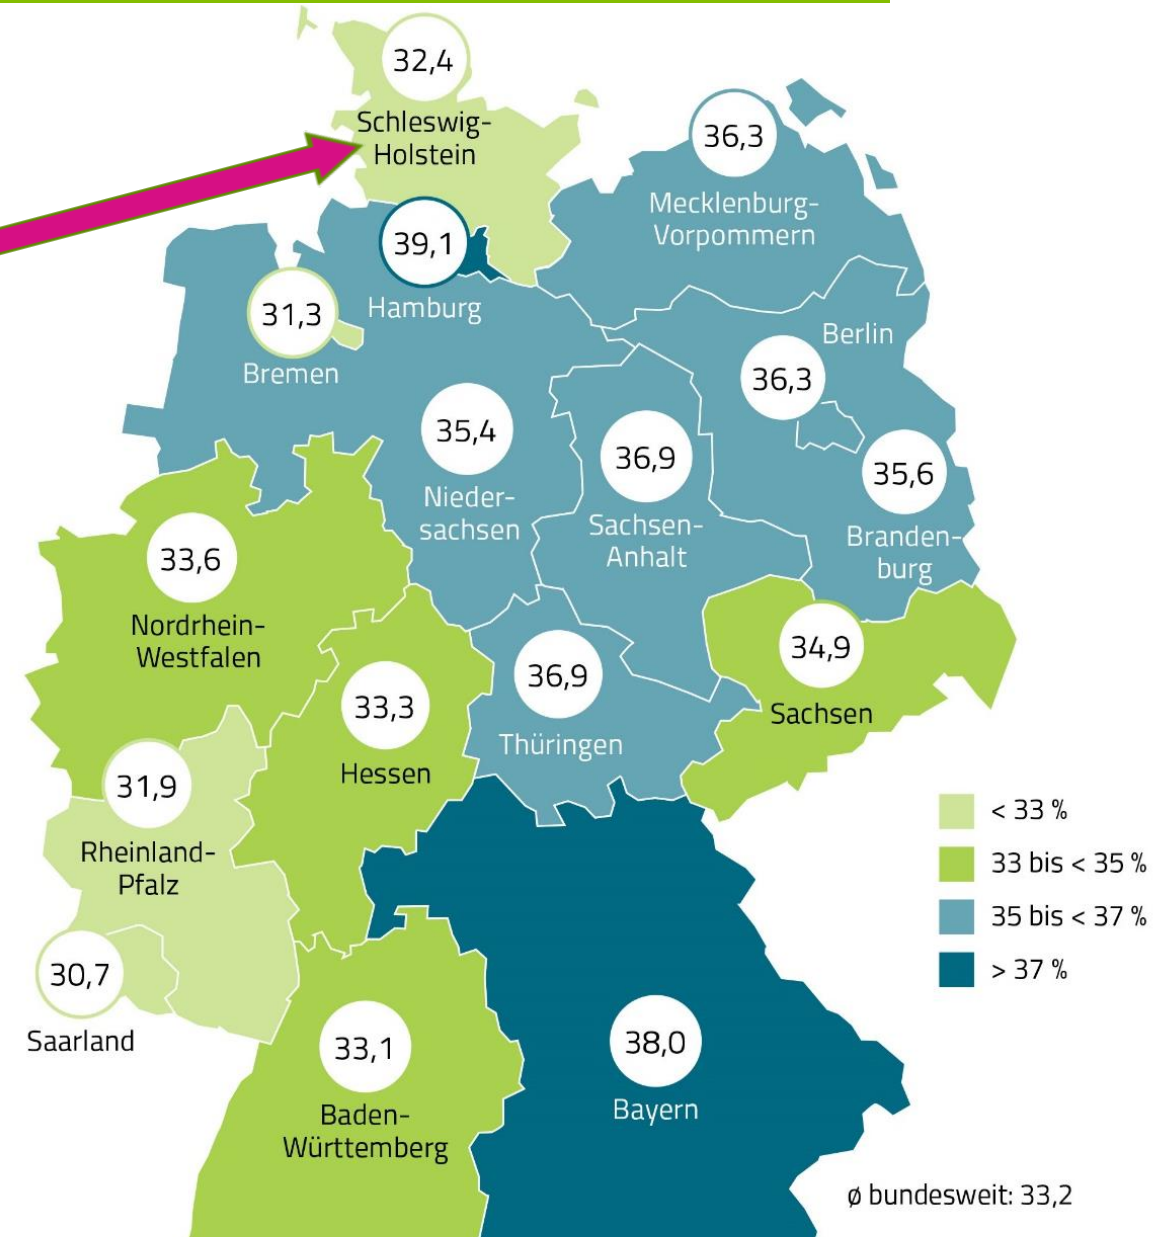 32,4
Schleswig-
Holstein
36,3
Mecklenburg-
Vorpommern
39,1
Hamburg
31,3
Bremen
Berlin
36,3
35,4
Nieder-
sachsen
36,9
Sachsen-
Anhalt
35,6
Branden-
burg
33,6
Nordrhein-
Westfalen
34,9
Sachsen
36,9
Thüringen
33,3
Hessen
31,9
Rheinland-
Pfalz
30,7
Saarland
33,1
Baden-
Württemberg
38,0
Bayern
< 33 %
33 bis < 35 %
35 bis < 37 %
> 37 %
ø bundesweit: 33,2